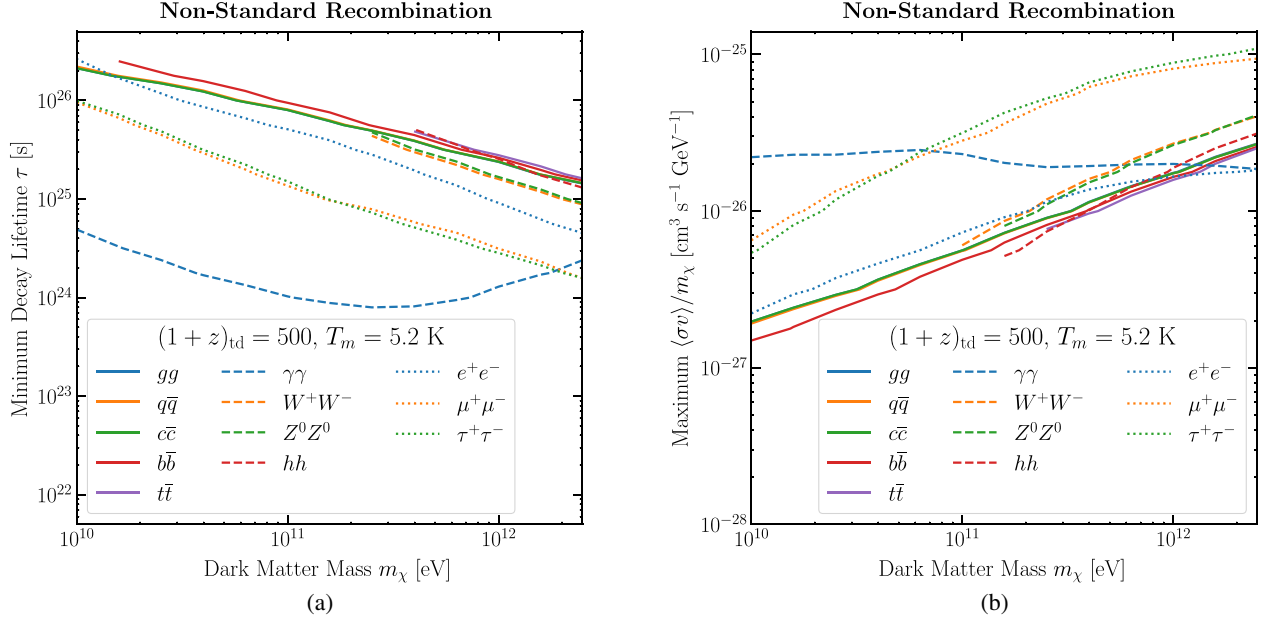 Non-Standard Recombination
Minimum Decay Lifetime τ [s]
10^26
10^25
10^24
10^23
10^22
(1 + z)_td = 500, T_m = 5.2 K
gg
qq̅
cc̅
bb̅
tt̅
γγ
W^+W^-
Z^0Z^0
hh
e^+e^-
μ^+μ^-
τ^+τ^-
10^10
10^11
10^12
Dark Matter Mass m_χ [eV]
(a)
Non-Standard Recombination
Maximum ⟨σv⟩/m_χ [cm^3 s^-1 GeV^-1]
10^-25
10^-26
10^-27
10^-28
(1 + z)_td = 500, T_m = 5.2 K
gg
qq̅
cc̅
bb̅
tt̅
γγ
W^+W^-
Z^0Z^0
hh
e^+e^-
μ^+μ^-
τ^+τ^-
10^10
10^11
10^12
Dark Matter Mass m_χ [eV]
(b)